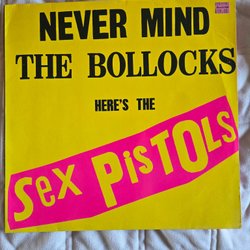 NEVER MIND
THE BOLLOCKS
HERE'S THE
Sex PisTOLs